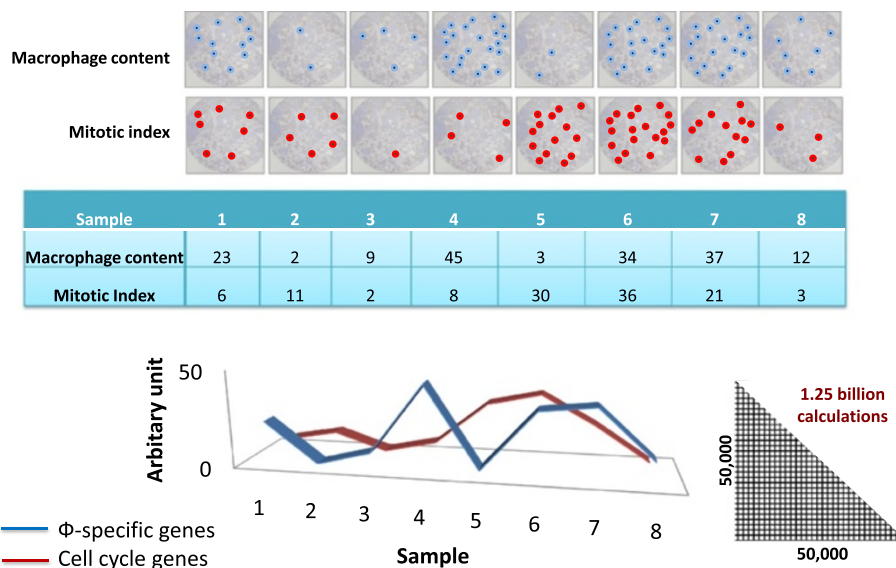 Macrophage content
Mitotic index
Sample 1 2 3 4 5 6 7 8
Macrophage content 23 2 9 45 3 34 37 12
Mitotic Index 6 11 2 8 30 36 21 3
Arbitary unit
50
0
1 2 3 4 5 6 7 8
Sample
Φ-specific genes
Cell cycle genes
1.25 billion
calculations
50,000
50,000